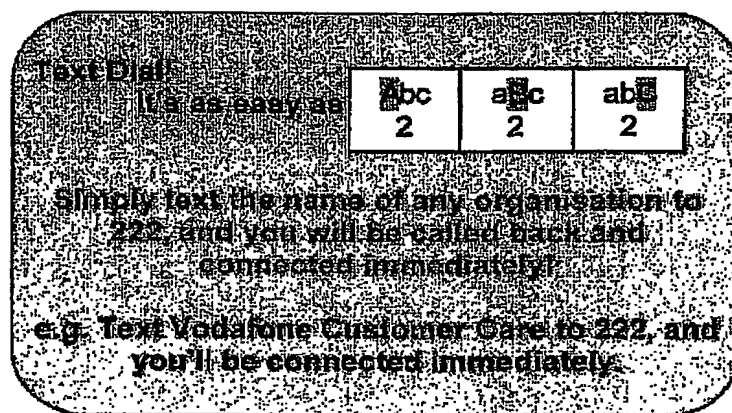 Text Dial!
It's as easy as
Abc aBc abC
2 2 2
Simply text the name of any organisation to
222, and you will be called back and
connected immediately!
e.g. Text Vodafone Customer Care to 222, and
you'll be connected immediately.